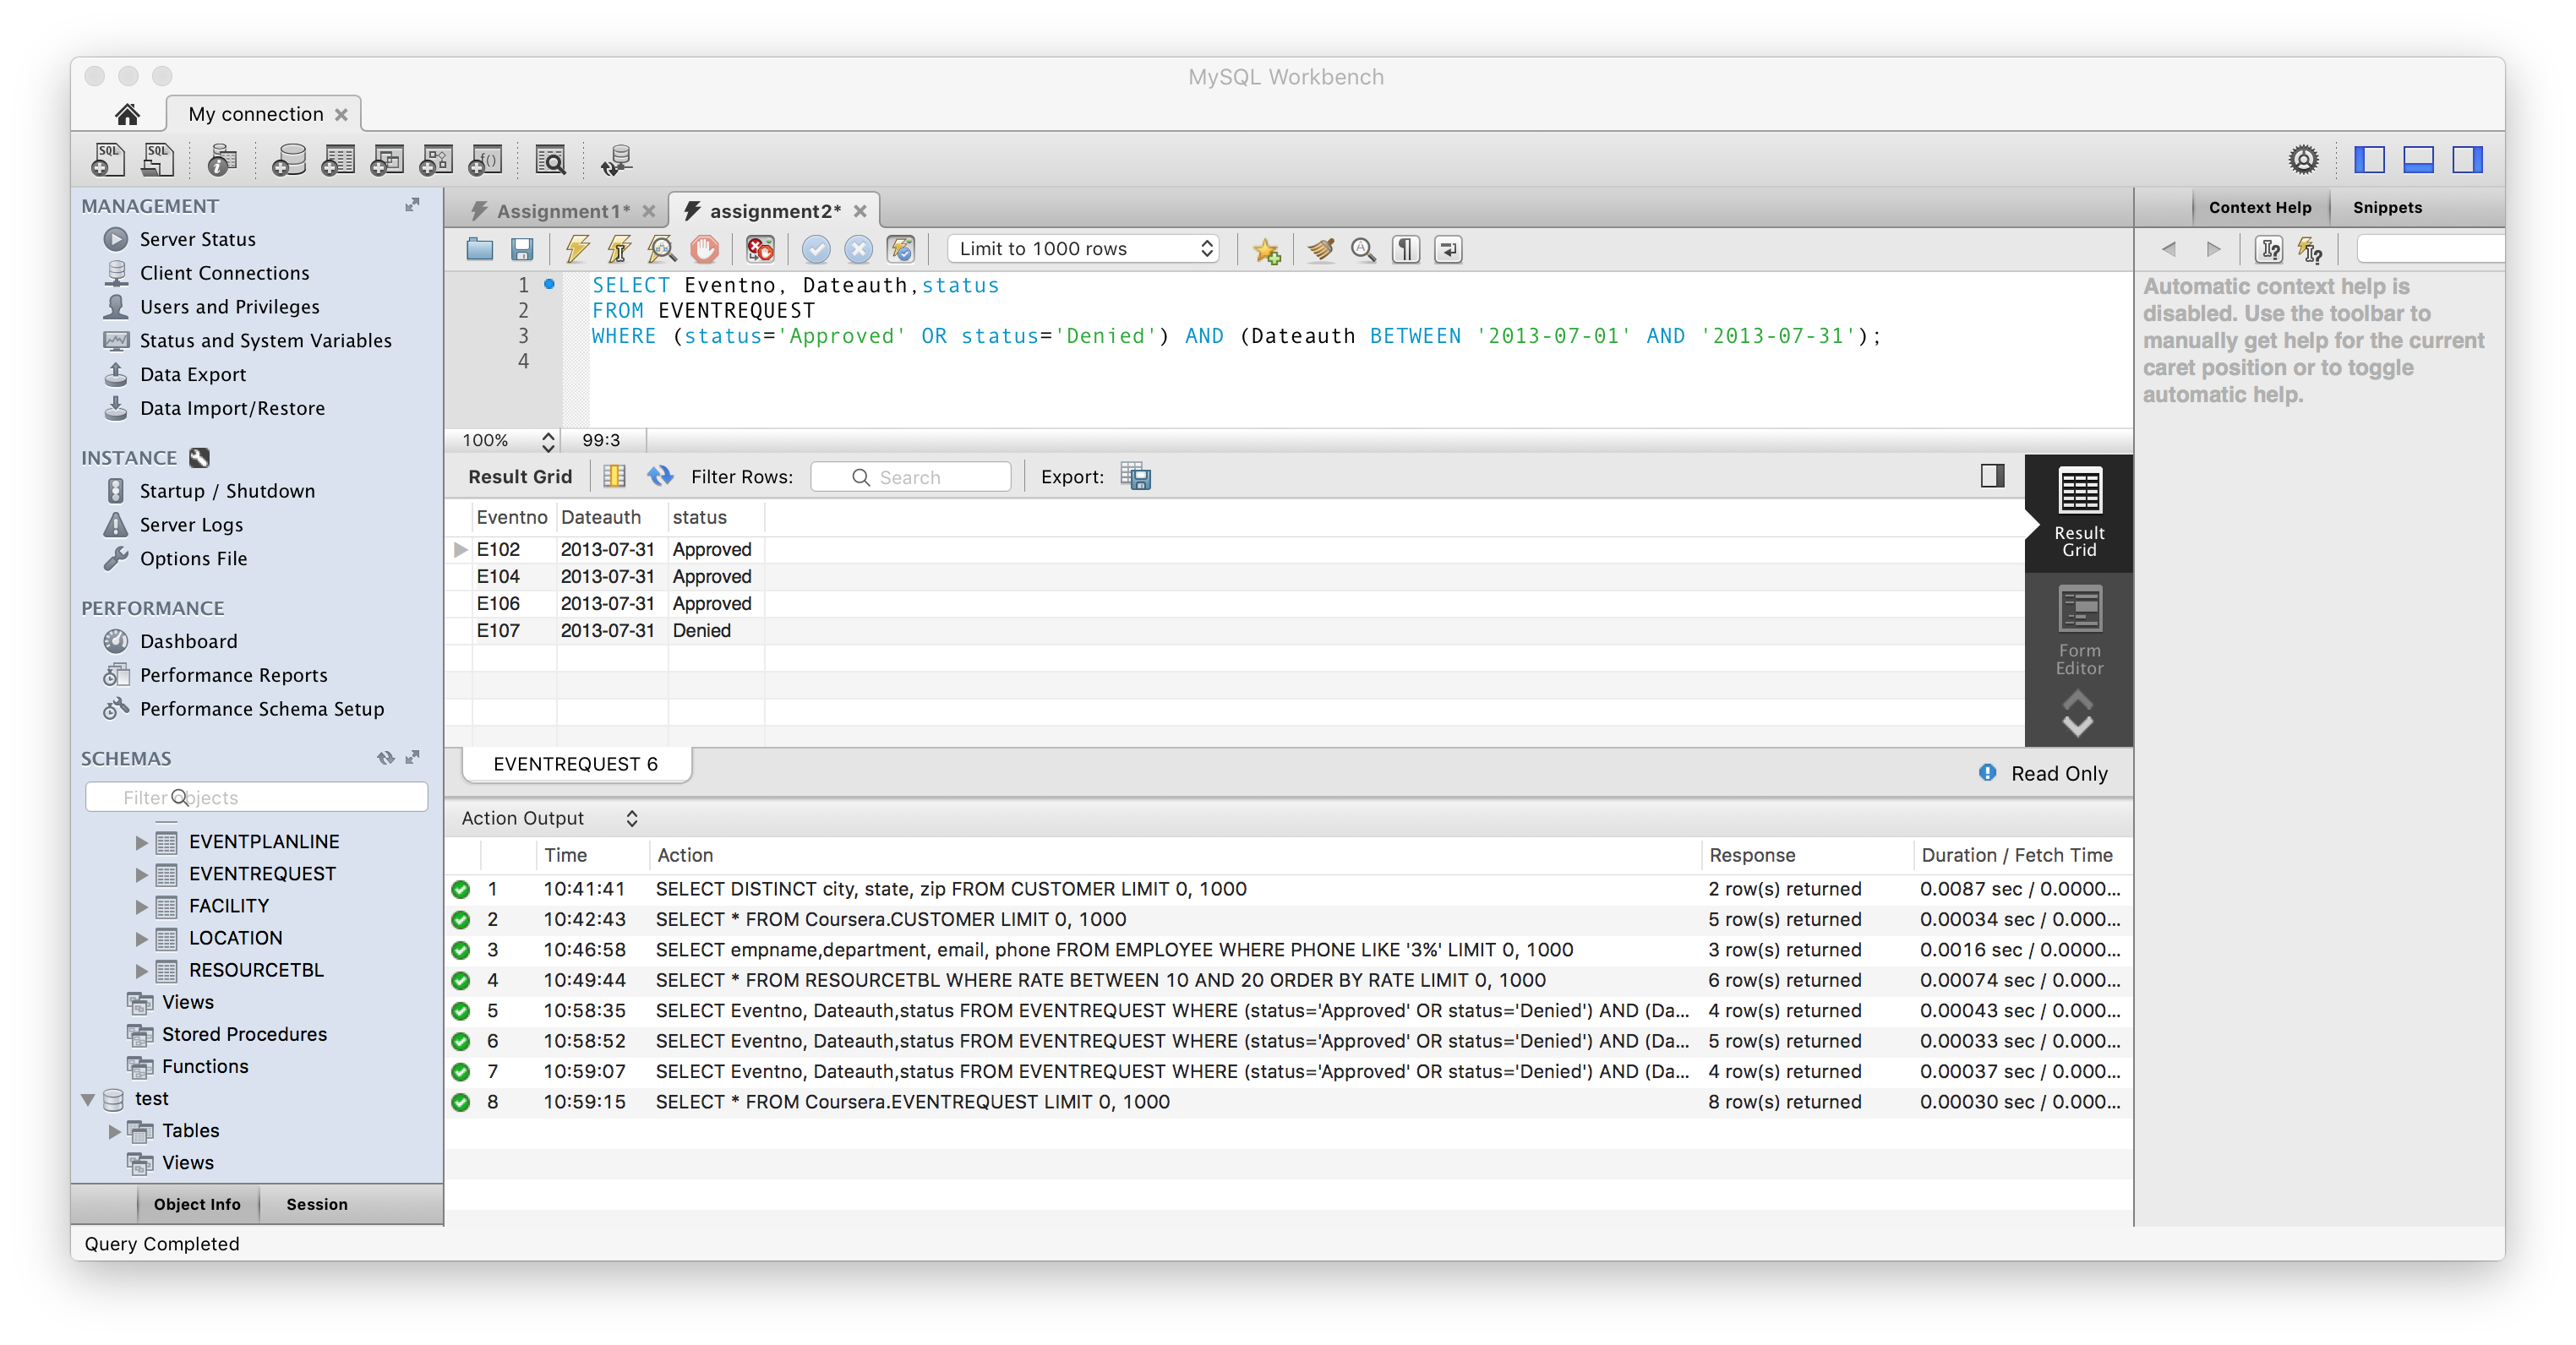 MySQL Workbench
My connection
MANAGEMENT
Server Status
Client Connections
Users and Privileges
Status and System Variables
Data Export
Data Import/Restore
INSTANCE
Startup / Shutdown
Server Logs
Options File
PERFORMANCE
Dashboard
Performance Reports
Performance Schema Setup
SCHEMAS
Filter objects
EVENTPLANLINE
EVENTREQUEST
FACILITY
LOCATION
RESOURCETBL
Views
Stored Procedures
Functions
test
Tables
Views
Object Info Session
Query Completed
Assignment1* assignment2*
Limit to 1000 rows
1 SELECT Eventno, Dateauth,status
2 FROM EVENTREQUEST
3 WHERE (status='Approved' OR status='Denied') AND (Dateauth BETWEEN '2013-07-01' AND '2013-07-31');
4
100% 99:3
Result Grid Filter Rows: Search Export:
Eventno Dateauth status
E102 2013-07-31 Approved
E104 2013-07-31 Approved
E106 2013-07-31 Approved
E107 2013-07-31 Denied
Result
Grid
Form
Editor
EVENTREQUEST 6 Read Only
Action Output
Time Action Response Duration / Fetch Time
1 10:41:41 SELECT DISTINCT city, state, zip FROM CUSTOMER LIMIT 0, 1000 2 row(s) returned 0.0087 sec / 0.0000...
2 10:42:43 SELECT * FROM Coursera.CUSTOMER LIMIT 0, 1000 5 row(s) returned 0.00034 sec / 0.000...
3 10:46:58 SELECT empname,department, email, phone FROM EMPLOYEE WHERE PHONE LIKE '3%' LIMIT 0, 1000 3 row(s) returned 0.0016 sec / 0.000...
4 10:49:44 SELECT * FROM RESOURCETBL WHERE RATE BETWEEN 10 AND 20 ORDER BY RATE LIMIT 0, 1000 6 row(s) returned 0.00074 sec / 0.000...
5 10:58:35 SELECT Eventno, Dateauth,status FROM EVENTREQUEST WHERE (status='Approved' OR status='Denied') AND (Da... 4 row(s) returned 0.00043 sec / 0.000...
6 10:58:52 SELECT Eventno, Dateauth,status FROM EVENTREQUEST WHERE (status='Approved' OR status='Denied') AND (Da... 5 row(s) returned 0.00033 sec / 0.000...
7 10:59:07 SELECT Eventno, Dateauth,status FROM EVENTREQUEST WHERE (status='Approved' OR status='Denied') AND (Da... 4 row(s) returned 0.00037 sec / 0.000...
8 10:59:15 SELECT * FROM Coursera.EVENTREQUEST LIMIT 0, 1000 8 row(s) returned 0.00030 sec / 0.000...
Context Help Snippets
Automatic context help is
disabled. Use the toolbar to
manually get help for the current
caret position or to toggle
automatic help.